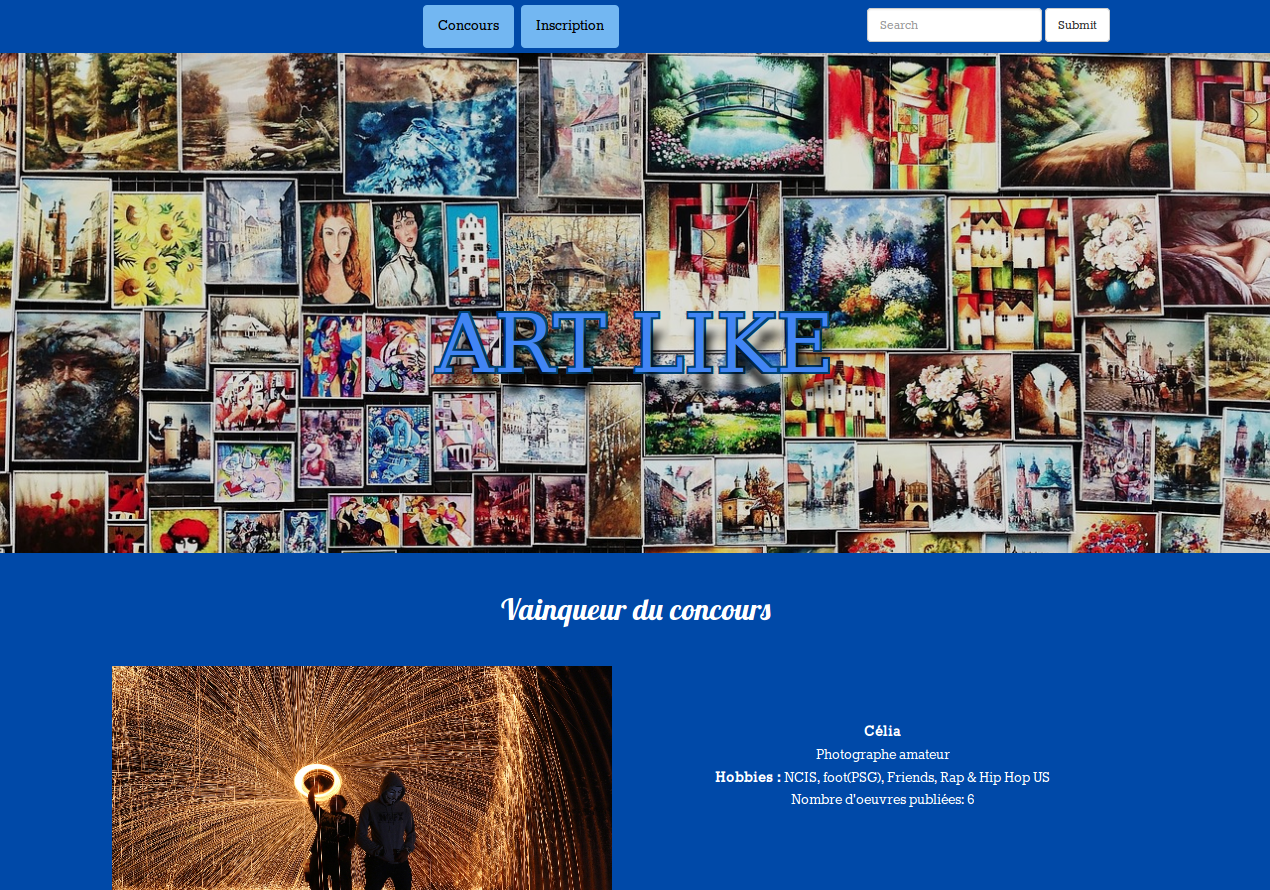 Concours
Inscription
Search
Submit
ART LIKE
Vainqueur du concours
Célia
Photographe amateur
Hobbies : NCIS, foot(PSG), Friends, Rap & Hip Hop US
Nombre d'oeuvres publiées: 6